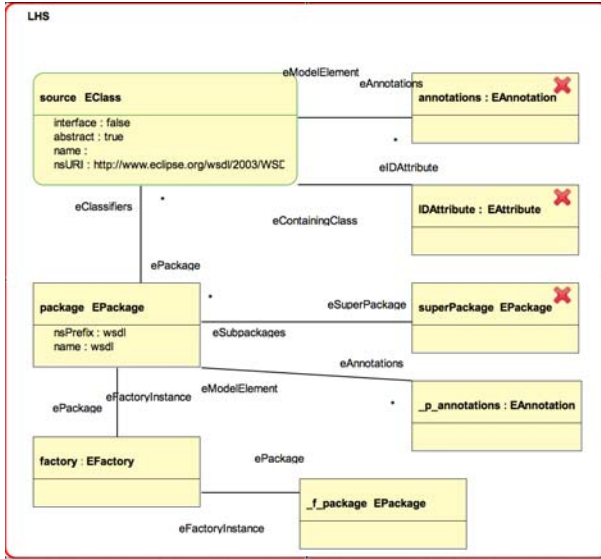 LHS
eModelElement
eAnnotations
source EClass
annotations : EAnnotation
interface : false
abstract : true
name :
nsURI : http://www.eclipse.org/wsdl/2003/WSD
*
eIDAttribute
eClassifiers
*
eContainingClass
IDAttribute : EAttribute
ePackage
*
package EPackage
eSuperPackage
superPackage EPackage
nsPrefix : wsdl
name : wsdl
eSubpackages
eAnnotations
eFactoryInstance
eModelElement
ePackage
*
_p_annotations : EAnnotation
factory : EFactory
ePackage
_f_package EPackage
eFactoryInstance